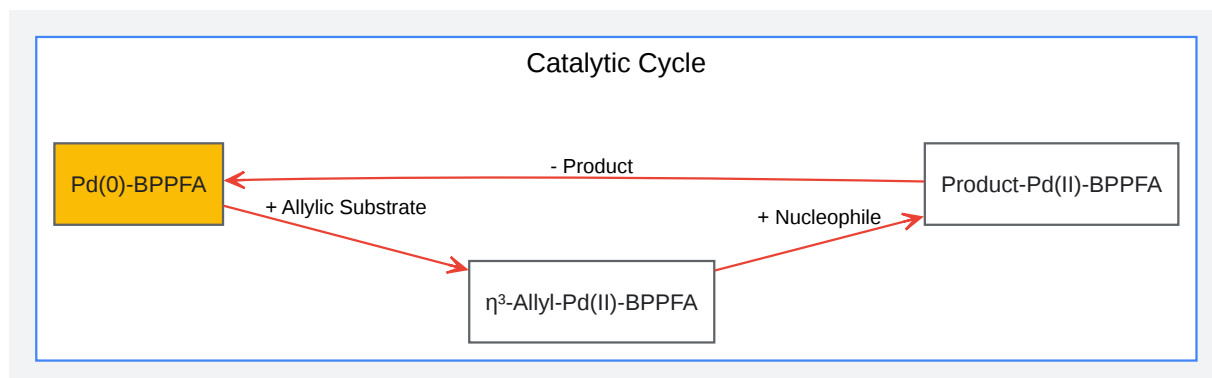 Catalytic Cycle
- Product
Pd(0)-BPPFA
Product-Pd(II)-BPPFA
+ Allylic Substrate
+ Nucleophile
η³-Allyl-Pd(II)-BPPFA